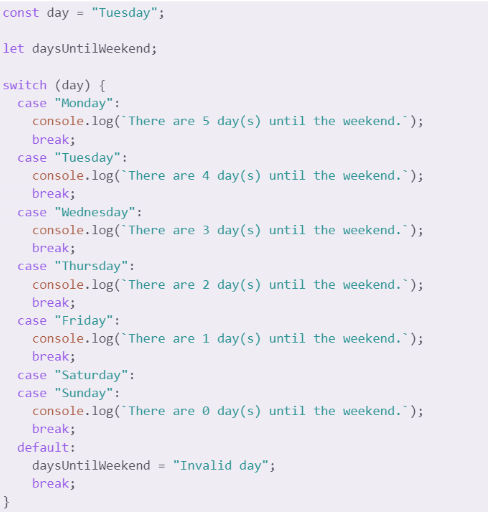 const day = "Tuesday";

let daysUntilWeekend;

switch (day) {
  case "Monday":
    console.log(`There are 5 day(s) until the weekend.`);
    break;
  case "Tuesday":
    console.log(`There are 4 day(s) until the weekend.`);
    break;
  case "Wednesday":
    console.log(`There are 3 day(s) until the weekend.`);
    break;
  case "Thursday":
    console.log(`There are 2 day(s) until the weekend.`);
    break;
  case "Friday":
    console.log(`There are 1 day(s) until the weekend.`);
    break;
  case "Saturday":
  case "Sunday":
    console.log(`There are 0 day(s) until the weekend.`);
    break;
  default:
    daysUntilWeekend = "Invalid day";
    break;
}